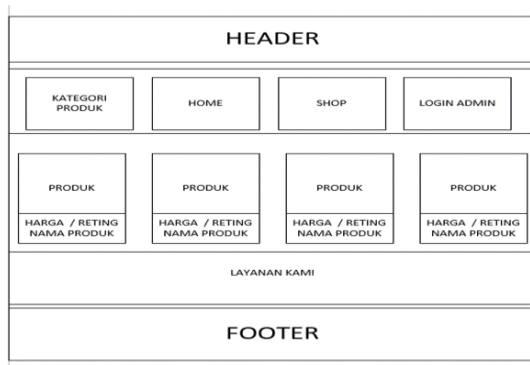 HEADER
KATEGORI
PRODUK
HOME
SHOP
LOGIN ADMIN
PRODUK
HARGA / RETING
NAMA PRODUK
PRODUK
HARGA / RETING
NAMA PRODUK
PRODUK
HARGA / RETING
NAMA PRODUK
PRODUK
HARGA / RETING
NAMA PRODUK
LAYANAN KAMI
FOOTER